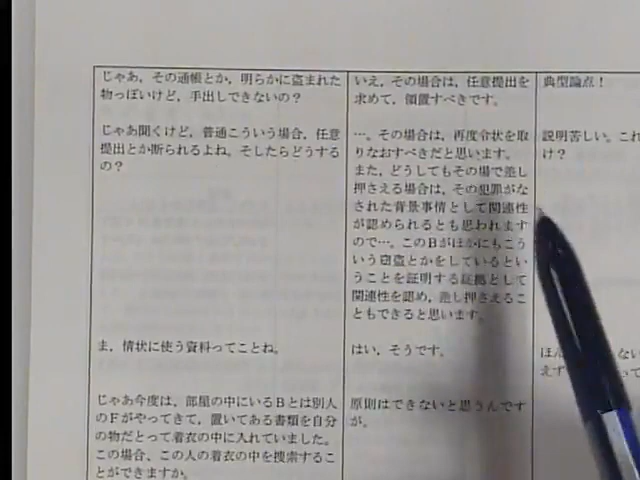 じゃあ，その通帳とか，明らかに盗まれた
物っぽいけど，手出しできないの？
いえ，その場合は，任意提出を
求めて，領置すべきです。
典型論点！
じゃあ聞くけど，普通こういう場合，任意
提出とか断られるよね。そしたらどうする
の？
…。その場合は，再度令状を取
りなおすべきだと思います。
また，どうしてもその場で差し
押さえる場合は，その犯罪がな
された背景事情として関連性
が認められるとも思われます
ので…。このＢがほかにもこう
いう窃盗とかをしているとい
うことを証明する証拠として
関連性を認め，差し押さえるこ
ともできると思います。
説明苦しい。これ
け？
ま，情状に使う資料ってことね。
はい，そうです。
ほん
えず
じゃあ今度は，部屋の中にいるＢとは別人
のＦがやってきて，置いてある書類を自分
の物だとって着衣の中に入れていました。
この場合，この人の着衣の中を捜索するこ
とができますか。
原則はできないと思うんです
が。